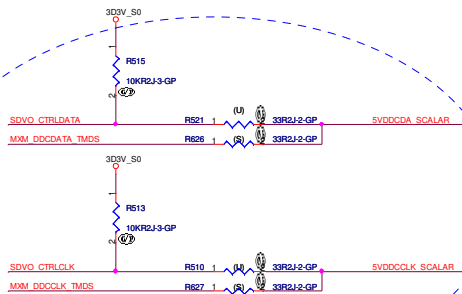 3D3V_S0
1
R515
10KR2J-3-GP
2
G/P
SDVO_CTRLDATA
R521 1
(U)
2
33R2J-2-GP
5VDDCDA_SCALAR
MXM_DDCDATA_TMDS
R626 1
(S)
2
33R2J-2-GP
3D3V_S0
1
R513
10KR2J-3-GP
2
G/P
SDVO_CTRLCLK
R510 1
(U)
33R2J-2-GP
5VDDCCLK_SCALAR
MXM_DDCCLK_TMDS
R627 1
(S)
33R2J-2-GP